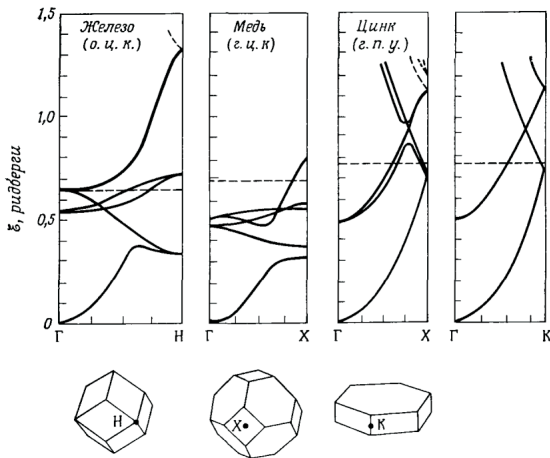 Железо
(о. ц. к.)
Медь
(г. ц. к)
Цинк
(г. п. у.)
1,5
1,0
0,5
0
ℰ, ридберги
Γ
H
Γ
X
Γ
X
Γ
K
H
X
K